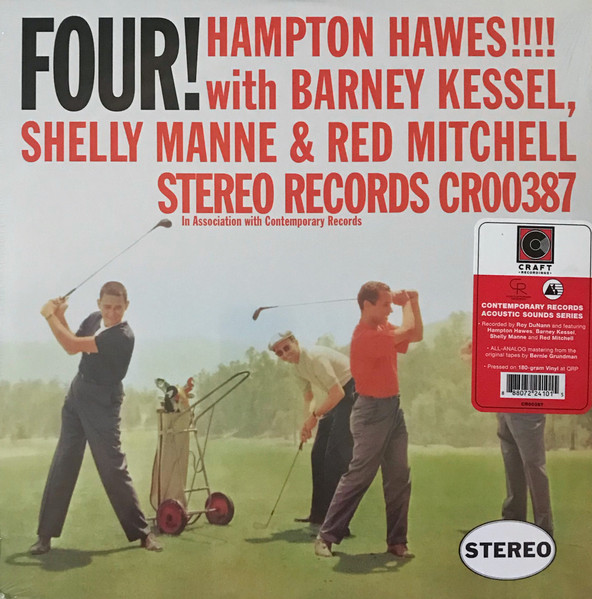 FOUR! HAMPTON HAWES!!!!
with BARNEY KESSEL,
SHELLY MANNE & RED MITCHELL
STEREO RECORDS CR00387
In Association with Contemporary Records
CRAFT
RECORDINGS
CR
CONTEMPORARY RECORDS
ACOUSTIC SOUNDS SERIES
• Recorded by Roy DuNann and featuring
Hampton Hawes, Barney Kessel,
Shelly Manne and Red Mitchell
• ALL-ANALOG mastering from the
original tapes by Bernie Grundman
• Pressed on 180-gram Vinyl at QRP
8 88072 24101 5
CR00387
STEREO